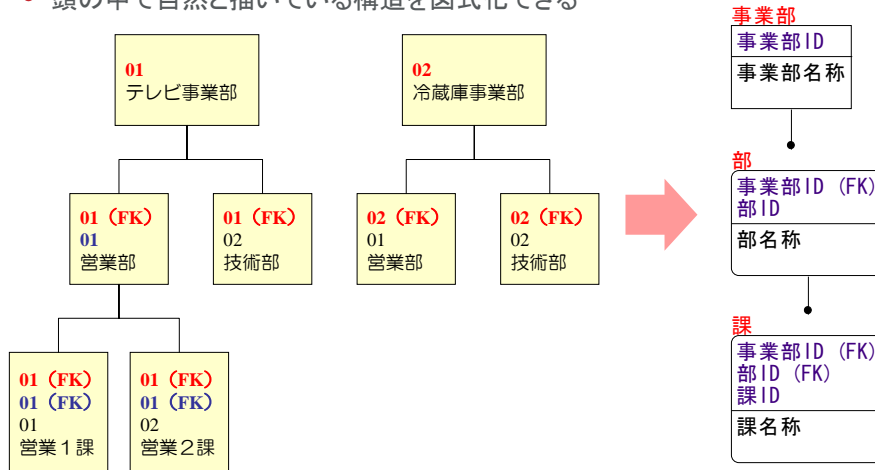 頭の中で自然と描いている構造を図式化できる
01
テレビ事業部
02
冷蔵庫事業部
01（FK）
01
営業部
01（FK）
02
技術部
02（FK）
01
営業部
02（FK）
02
技術部
01（FK）
01（FK）
01
営業１課
01（FK）
01（FK）
02
営業２課
事業部
事業部ID
事業部名称
部
事業部ID (FK)
部ID
部名称
課
事業部ID (FK)
部ID (FK)
課ID
課名称